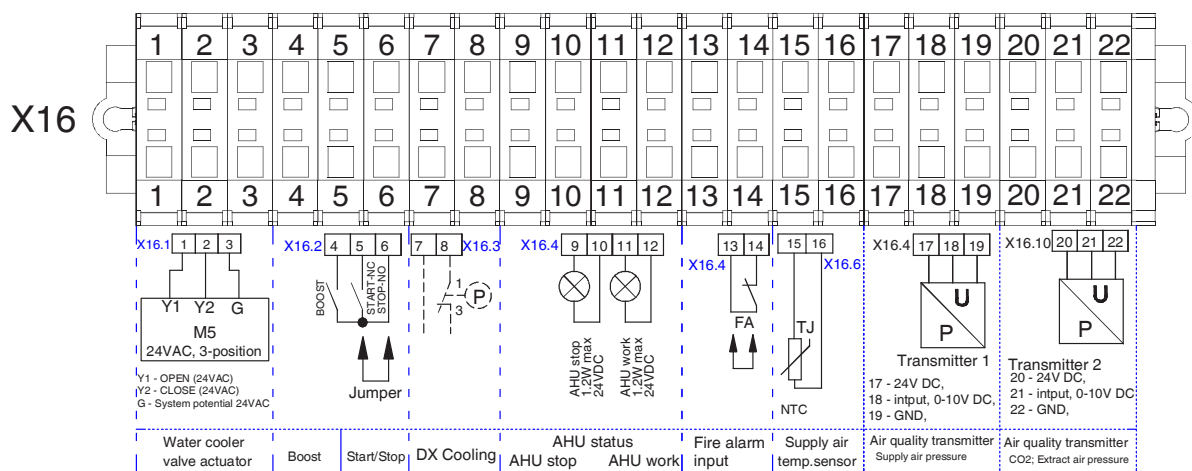 1 2 3 4 5 6 7 8 9 10 11 12 13 14 15 16 17 18 19 20 21 22
X16
1 2 3 4 5 6 7 8 9 10 11 12 13 14 15 16 17 18 19 20 21 22
X16.1 1 2 3
X16.2 4 5 6
7 8 X16.3
X16.4 9 10 11 12
13 14
X16.4
15 16
X16.6
X16.4 17 18 19
X16.10 20 21 22
Y1 Y2 G
M5
24VAC, 3-position
Y1 - OPEN (24VAC)
Y2 - CLOSE (24VAC)
G - System potential 24VAC
BOOST
START-NC
STOP-NO
Jumper
1
3
P
AHU stop
1.2W max
24VDC
AHU work
1.2W max
24VDC
FA
TJ
NTC
U
P
Transmitter 1
17 - 24V DC,
18 - intput, 0-10V DC,
19 - GND,
U
P
Transmitter 2
20 - 24V DC,
21 - intput, 0-10V DC
22 - GND,
Water cooler
valve actuator
Boost
Start/Stop
DX Cooling
AHU status
AHU stop AHU work
Fire alarm
input
Supply air
temp.sensor
Air quality transmitter
Supply air pressure
Air quality transmitter
CO2; Extract air pressure